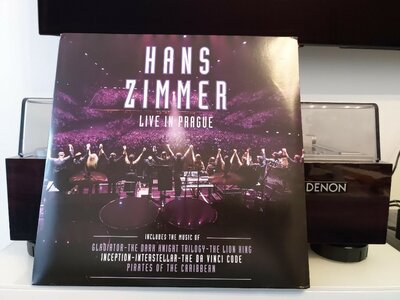 HANS
ZIMMER
LIVE IN PRAGUE
DENON
INCLUDES THE MUSIC OF
GLADIATOR-THE DARK KNIGHT TRILOGY-THE LION KING
INCEPTION-INTERSTELLAR-THE DA VINCI CODE
PIRATES OF THE CARIBBEAN